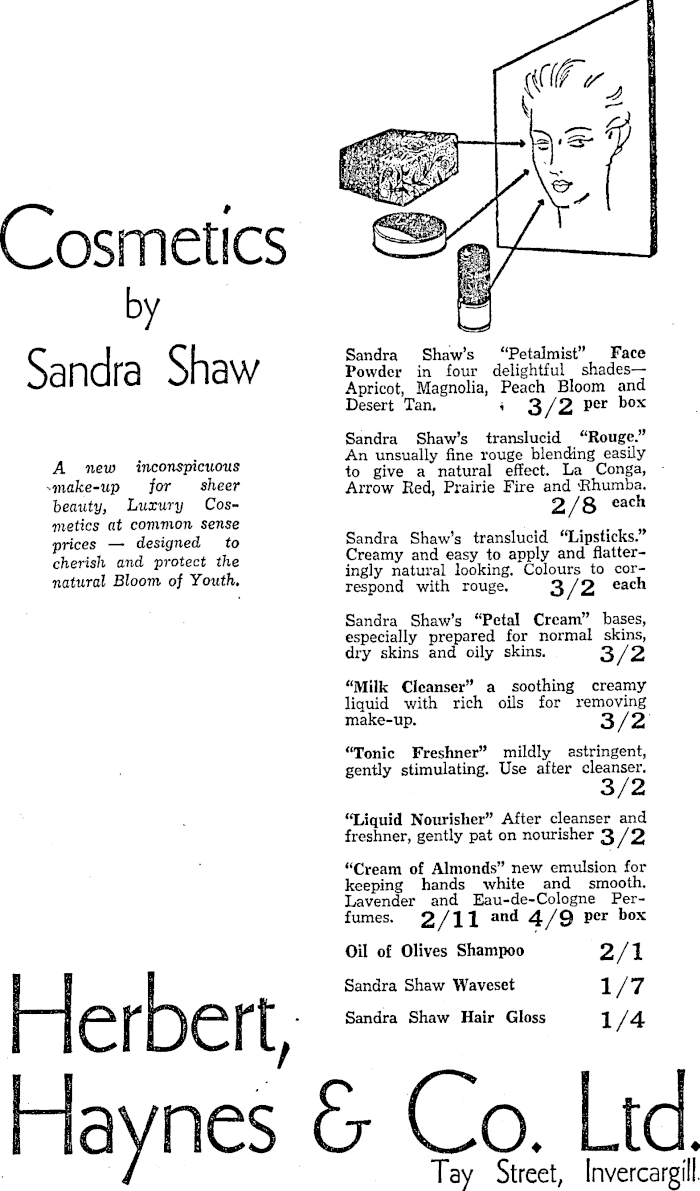 Cosmetics
by
Sandra Shaw
A new inconspicuous
make-up for sheer
beauty, Luxury Cos-
metics at common sense
prices — designed to
cherish and protect the
natural Bloom of Youth.
Sandra Shaw's "Petalmist" Face
Powder in four delightful shades—
Apricot, Magnolia, Peach Bloom and
Desert Tan. 3/2 per box
Sandra Shaw's translucid "Rouge."
An unsually fine rouge blending easily
to give a natural effect. La Conga,
Arrow Red, Prairie Fire and Rhumba.
2/8 each
Sandra Shaw's translucid "Lipsticks."
Creamy and easy to apply and flatter-
ingly natural looking. Colours to cor-
respond with rouge. 3/2 each
Sandra Shaw's "Petal Cream" bases,
especially prepared for normal skins,
dry skins and oily skins. 3/2
"Milk Cleanser" a soothing creamy
liquid with rich oils for removing
make-up. 3/2
"Tonic Freshner" mildly astringent,
gently stimulating. Use after cleanser.
3/2
"Liquid Nourisher" After cleanser and
freshner, gently pat on nourisher 3/2
"Cream of Almonds" new emulsion for
keeping hands white and smooth.
Lavender and Eau-de-Cologne Per-
fumes. 2/11 and 4/9 per box
Oil of Olives Shampoo 2/1
Sandra Shaw Waveset 1/7
Sandra Shaw Hair Gloss 1/4
Herbert,
Haynes & Co. Ltd.
Tay Street, Invercargill.